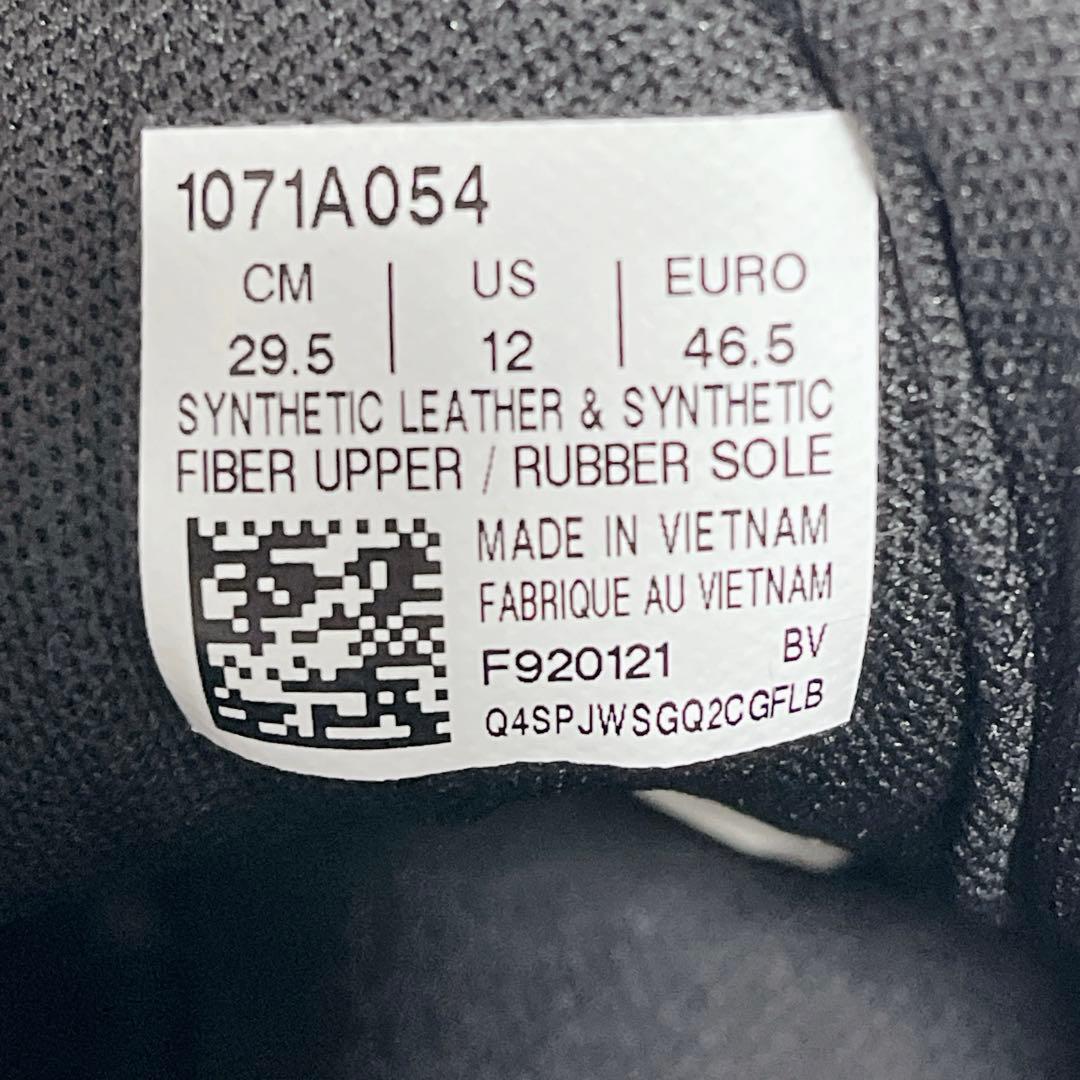 1071A054
CM | US | EURO
29.5 | 12 | 46.5
SYNTHETIC LEATHER & SYNTHETIC
FIBER UPPER / RUBBER SOLE
MADE IN VIETNAM
FABRIQUE AU VIETNAM
F920121 BV
Q4SPJWSGQ2CGFLB